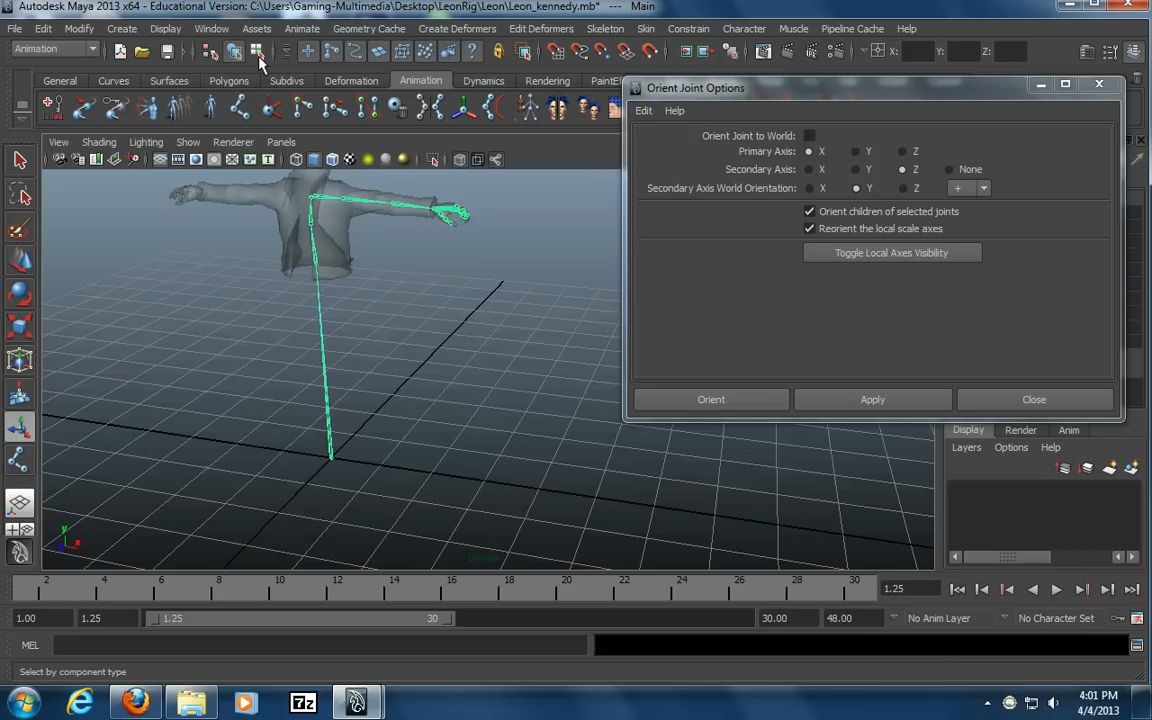 Autodesk Maya 2013 x64 - Educational Version: C:\Users\Gaming-Multimedia\Desktop\LeonRig\Leon\Leon_kennedy.mb* --- Main
File Edit Modify Create Display Window Assets Animate Geometry Cache Create Deformers Edit Deformers Skeleton Skin Constrain Character Muscle Pipeline Cache Help
Animation X: Y: Z:
General Curves Surfaces Polygons Subdivs Deformation Animation Dynamics Rendering PaintE
Orient Joint Options
Edit Help
Orient Joint to World:
Primary Axis: X Y Z
Secondary Axis: X Y Z None
Secondary Axis World Orientation: X Y Z +
Orient children of selected joints
Reorient the local scale axes
Toggle Local Axes Visibility
Orient Apply Close
View Shading Lighting Show Renderer Panels
y
x
persp
Display Render Anim
Layers Options Help
2 4 6 8 10 12 14 16 18 20 22 24 26 28 30
1.25
1.00 1.25 1.25 30 30.00 48.00 No Anim Layer No Character Set
MEL
Select by component type
7z
4:01 PM
4/4/2013